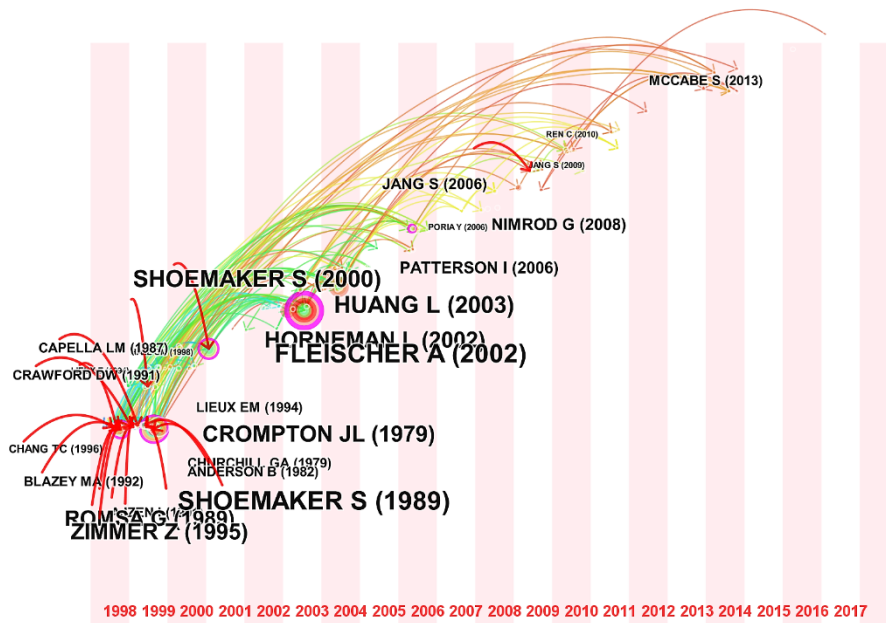 MCCABE S (2013)
REN C (2010)
JANG S (2009)
JANG S (2006)
PORIA Y (2006)
NIMROD G (2008)
PATTERSON I (2006)
SHOEMAKER S (2000)
HUANG L (2003)
HORNEMAN L (2002)
FLEISCHER A (2002)
CAPELLA LM (1987)
(1998)
CRAWFORD DW (1991)
LIEUX EM (1994)
CROMPTON JL (1979)
CHANG TC (1996)
CHURCHILL GA (1979)
ANDERSON B (1982)
BLAZEY MA (1992)
SHOEMAKER S (1989)
ROMSA G (1989)
ZIMMER Z (1995)
1998 1999 2000 2001 2002 2003 2004 2005 2006 2007 2008 2009 2010 2011 2012 2013 2014 2015 2016 2017